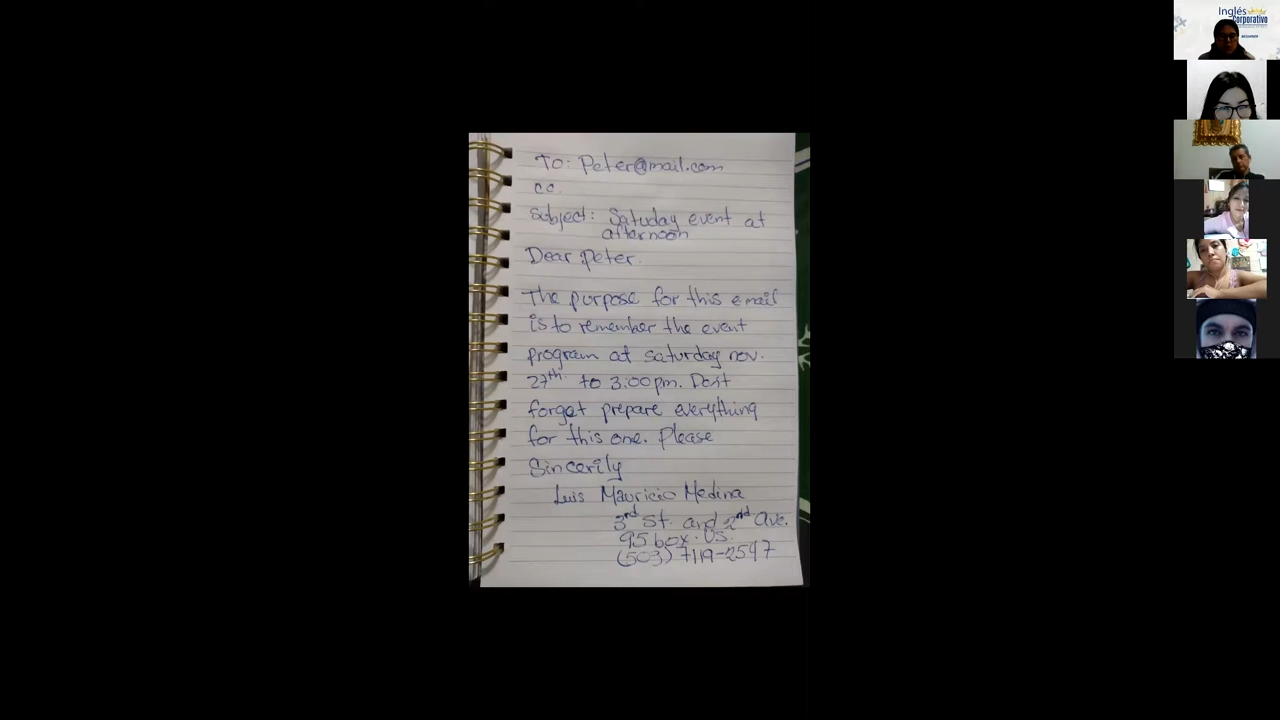 To: Peter@mail.com
cc.
Subject: Satuday event at
afternoon
Dear Peter.
The purpose for this email
is to remember the event
program at saturday nov.
27th. to 3:00pm. Dont
forget prepare everything
for this one. Please
Sincerily
Luis Mauricio Medina
3rd St. and 2nd Ave.
95 box. US.
(503) 7119-2547
Inglés
Corporativo